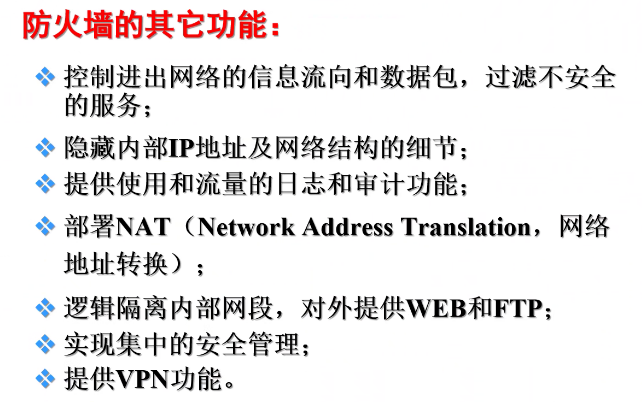 防火墙的其它功能：
控制进出网络的信息流向和数据包，过滤不安全
的服务；
隐藏内部IP地址及网络结构的细节；
提供使用和流量的日志和审计功能；
部署NAT（Network Address Translation，网络
地址转换）；
逻辑隔离内部网段，对外提供WEB和FTP；
实现集中的安全管理；
提供VPN功能。